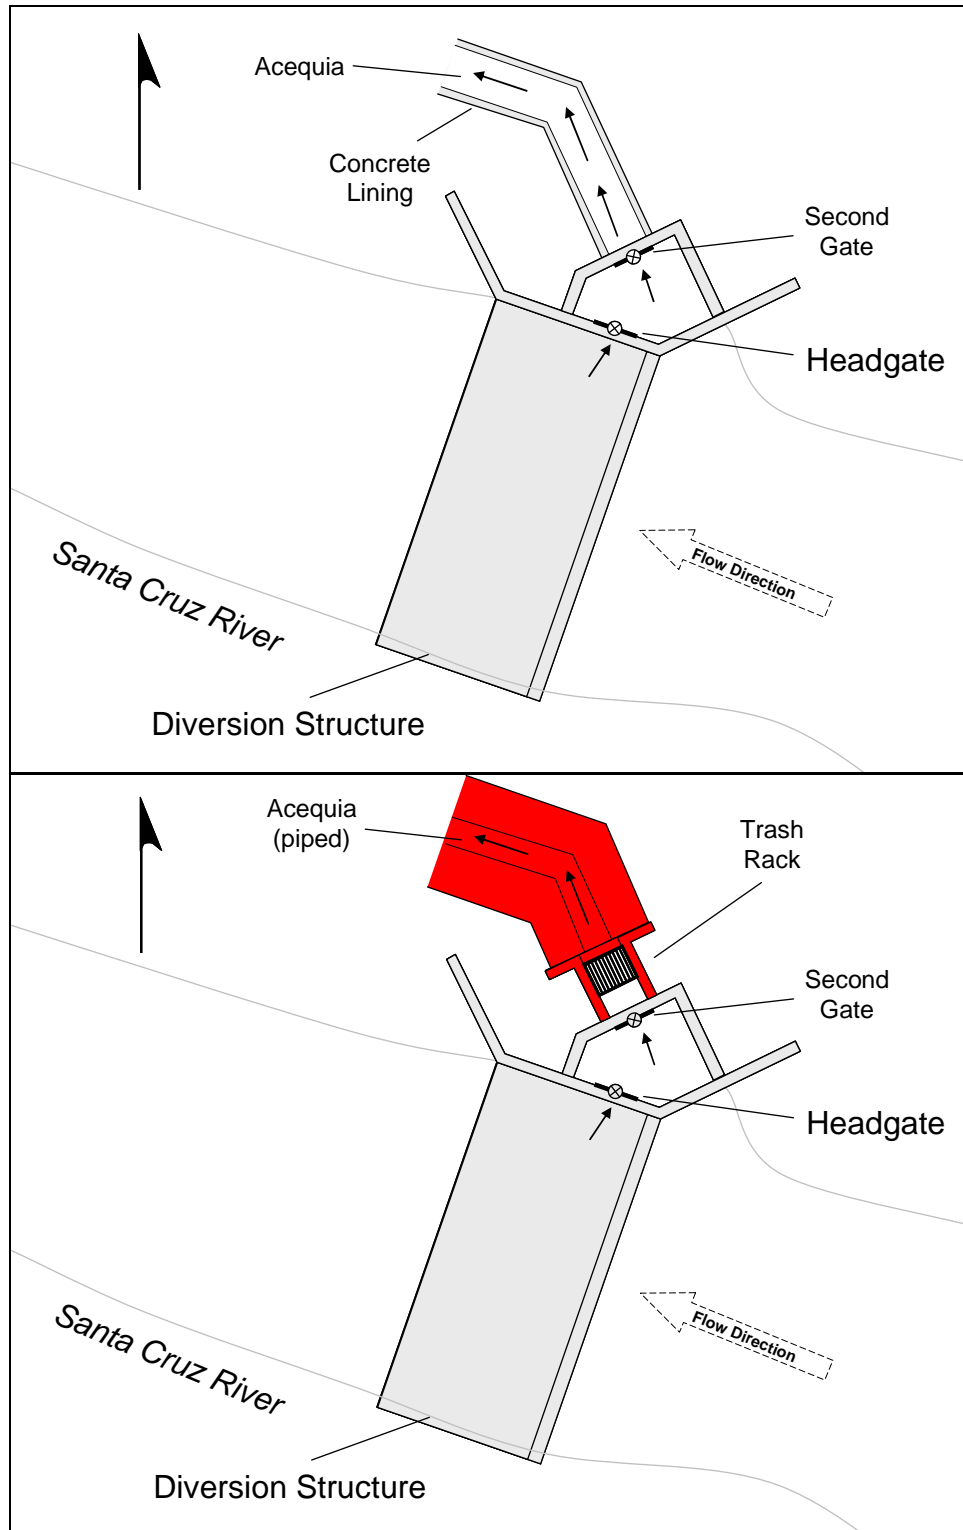 Acequia
Concrete
Lining
Second
Gate
Headgate
Flow Direction
Santa Cruz River
Diversion Structure
Acequia
(piped)
Trash
Rack
Second
Gate
Headgate
Flow Direction
Santa Cruz River
Diversion Structure